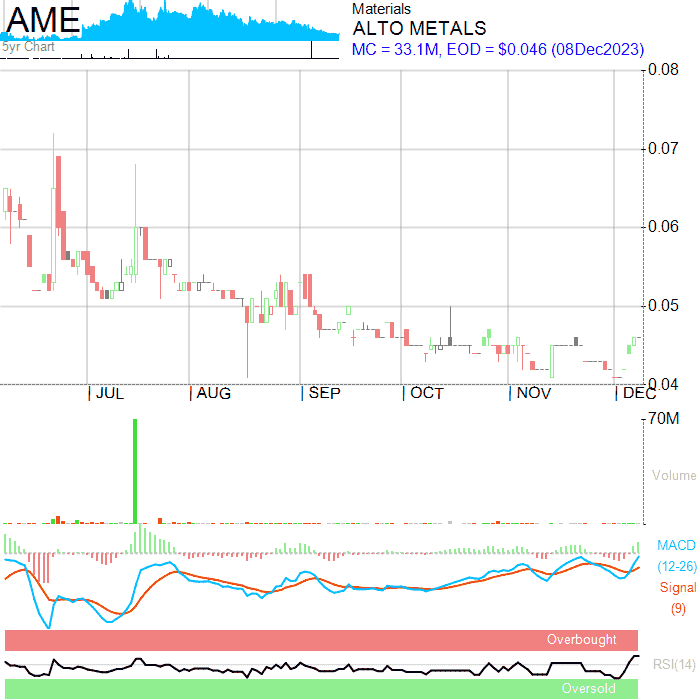 AME
5yr Chart
Materials
ALTO METALS
MC = 33.1M, EOD = $0.046 (08Dec2023)
0.08
0.07
0.06
0.05
0.04
JUL AUG SEP OCT NOV DEC
70M
Volume
MACD
(12-26)
Signal
(9)
Overbought
RSI(14)
Oversold